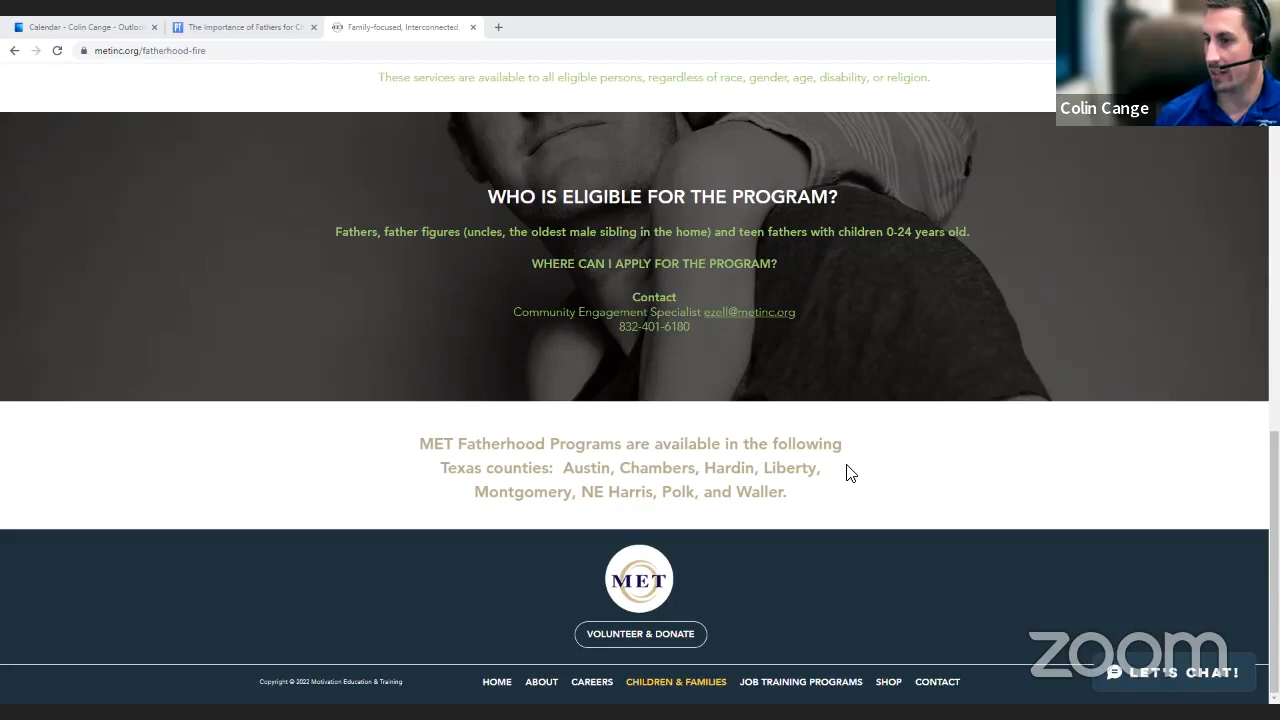 Calendar - Colin Cange - Outloo
The Importance of Fathers for C
Family-focused, Interconnected
metinc.org/fatherhood-fire
Colin Cange
These services are available to all eligible persons, regardless of race, gender, age, disability, or religion.
WHO IS ELIGIBLE FOR THE PROGRAM?
Fathers, father figures (uncles, the oldest male sibling in the home) and teen fathers with children 0-24 years old.
WHERE CAN I APPLY FOR THE PROGRAM?
Contact
Community Engagement Specialist ezell@metinc.org
832-401-6180
MET Fatherhood Programs are available in the following
Texas counties: Austin, Chambers, Hardin, Liberty,
Montgomery, NE Harris, Polk, and Waller.
MET
VOLUNTEER & DONATE
zoom
LET'S CHAT!
Copyright © 2022 Motivation Education & Training
HOME ABOUT CAREERS CHILDREN & FAMILIES JOB TRAINING PROGRAMS SHOP CONTACT